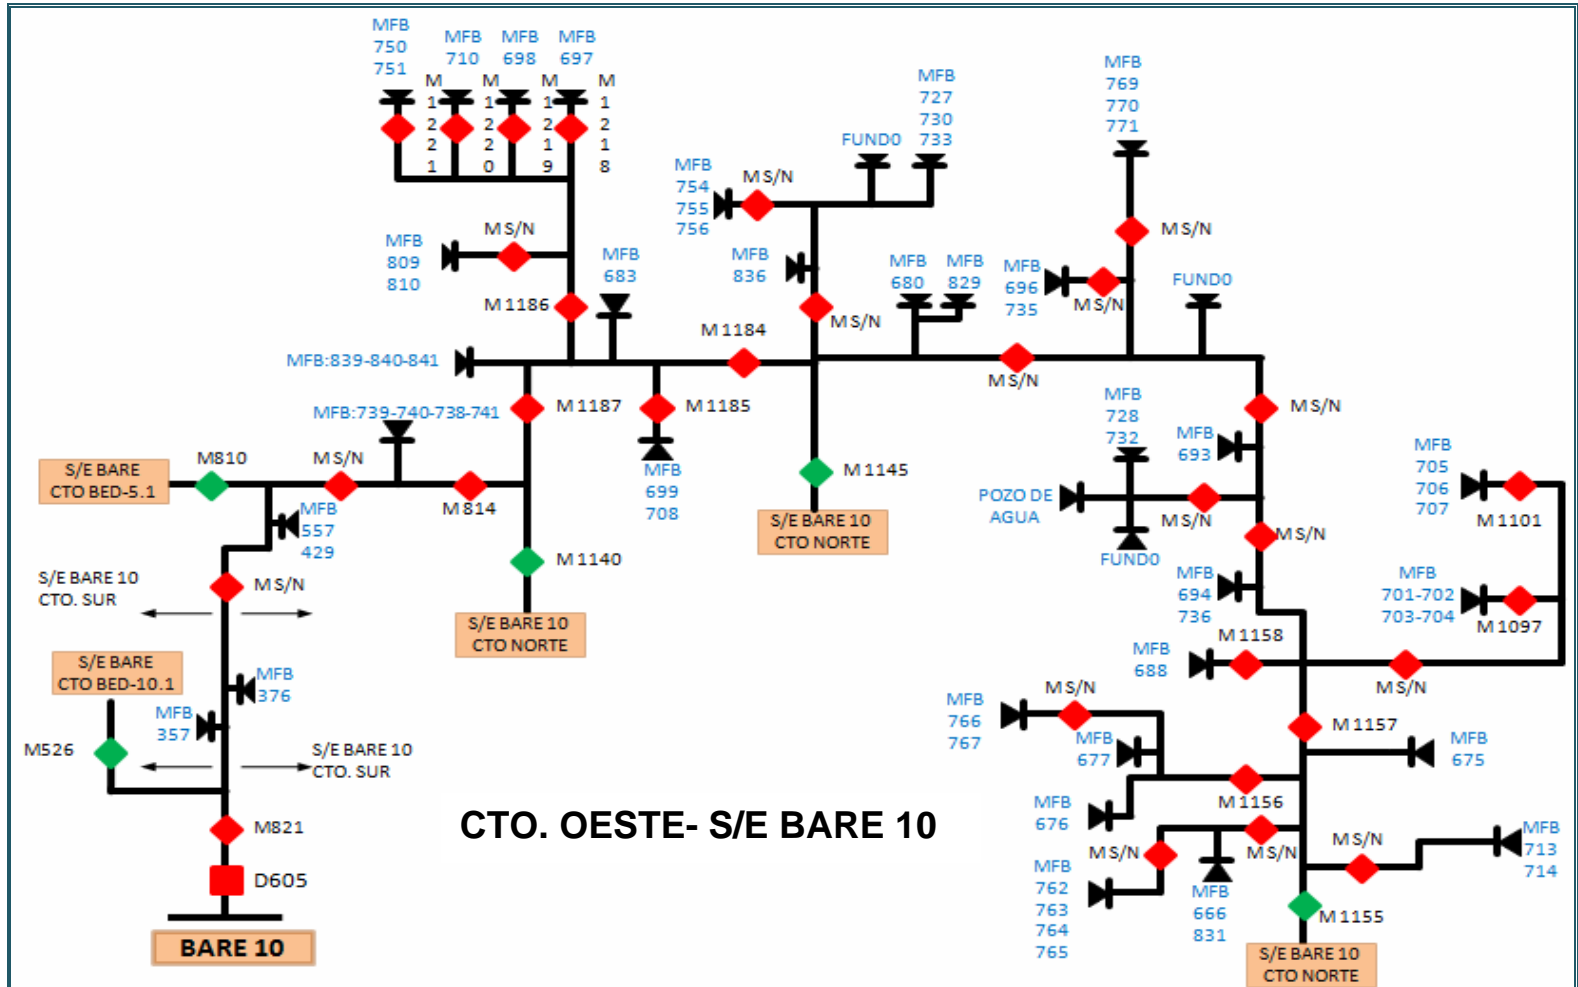 MFB
750
751
MFB
710
MFB
698
MFB
697
M
1
2
2
1
M
1
2
2
0
M
1
2
1
9
M
1
2
1
8
MFB
809
810
M S/N
M 1186
MFB
683
MFB:839-840-841
MFB:739-740-738-741
M 1187
M 1185
MFB
699
708
M 1184
MFB
754
755
756
M S/N
FUND0
MFB
727
730
733
MFB
836
M S/N
MFB
680
MFB
829
MFB
769
770
771
M S/N
MFB
696
735
M S/N
FUND0
M S/N
M S/N
MFB
728
732
MFB
693
POZO DE
AGUA
M S/N
FUND0
M S/N
MFB
694
736
MFB
705
706
707
M 1101
MFB
701-702
703-704
M 1097
M 1158
MFB
688
M S/N
M 1157
MFB
675
MFB
766
767
M S/N
MFB
677
M 1156
MFB
676
M S/N
M S/N
MFB
762
763
764
765
MFB
666
831
M S/N
MFB
713
714
M 1155
S/E BARE 10
CTO NORTE
M 1145
S/E BARE 10
CTO NORTE
M 1140
S/E BARE 10
CTO NORTE
S/E BARE
CTO BED-5.1
M810
M S/N
M 814
MFB
557
429
M S/N
S/E BARE 10
CTO. SUR
S/E BARE
CTO BED-10.1
MFB
376
MFB
357
M526
S/E BARE 10
CTO. SUR
M821
D605
BARE 10
CTO. OESTE- S/E BARE 10